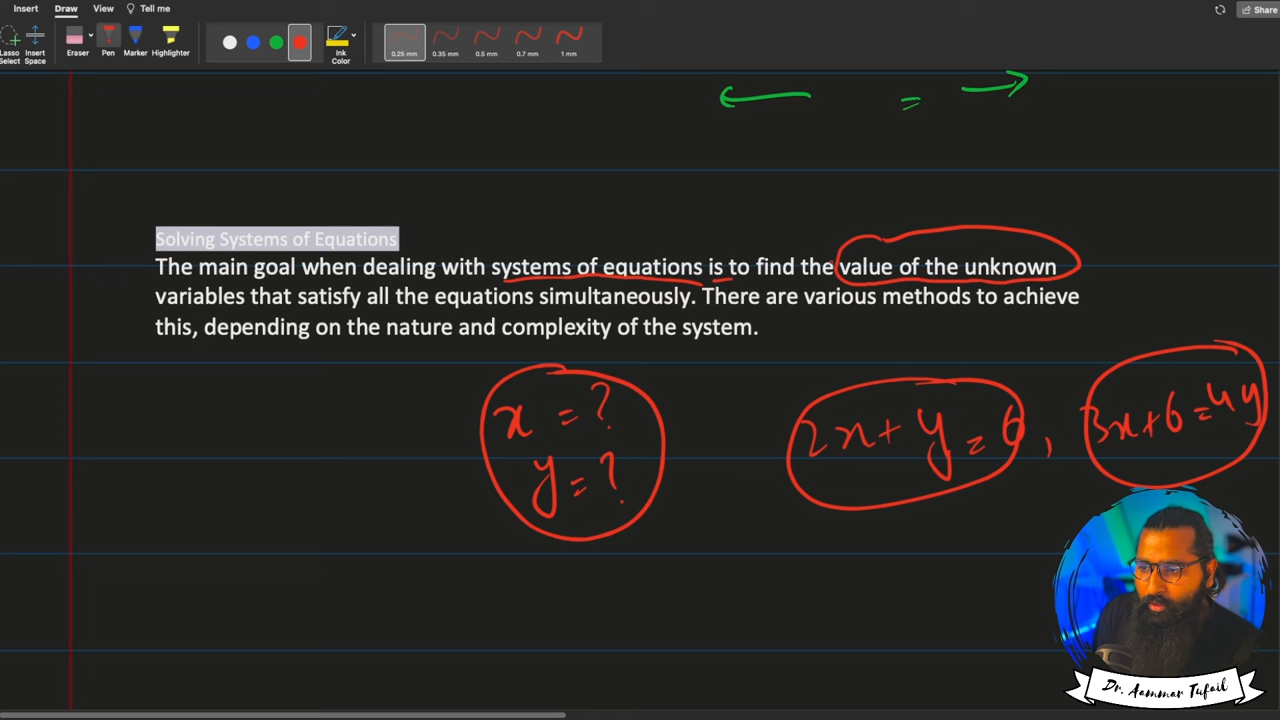 Insert Draw View Tell me
Share
Lasso Select Insert Space Eraser Pen Marker Highlighter Ink Color 0.25 mm 0.35 mm 0.5 mm 0.7 mm 1 mm
=
Solving Systems of Equations
The main goal when dealing with systems of equations is to find the value of the unknown
variables that satisfy all the equations simultaneously. There are various methods to achieve
this, depending on the nature and complexity of the system.
x = ?
y = ?
2x + y = 6, 3x + 6 = 4y
Dr. Aammar Tufail